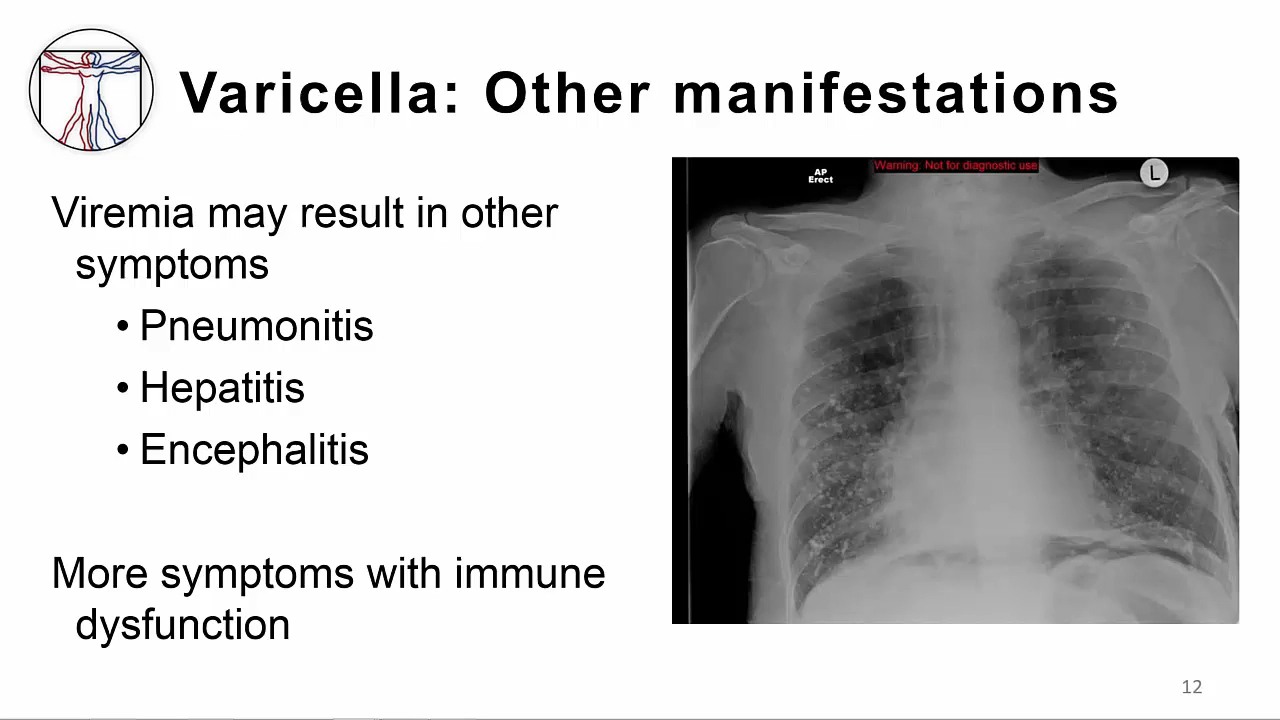 Varicella: Other manifestations
Viremia may result in other
symptoms
• Pneumonitis
• Hepatitis
• Encephalitis
More symptoms with immune
dysfunction
Warning: Not for diagnostic use
AP
Erect
L
12